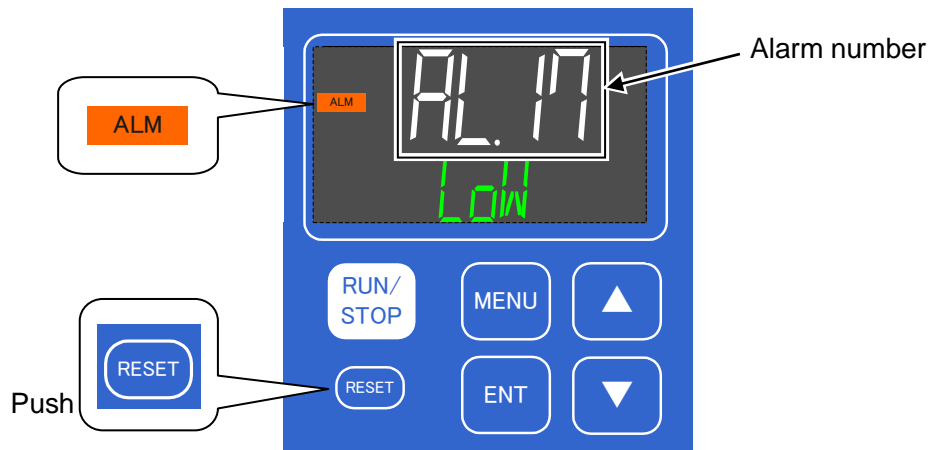 Alarm number
ALM
ALM
AL.17
LoW
RUN/
STOP
MENU
RESET
RESET
ENT
Push